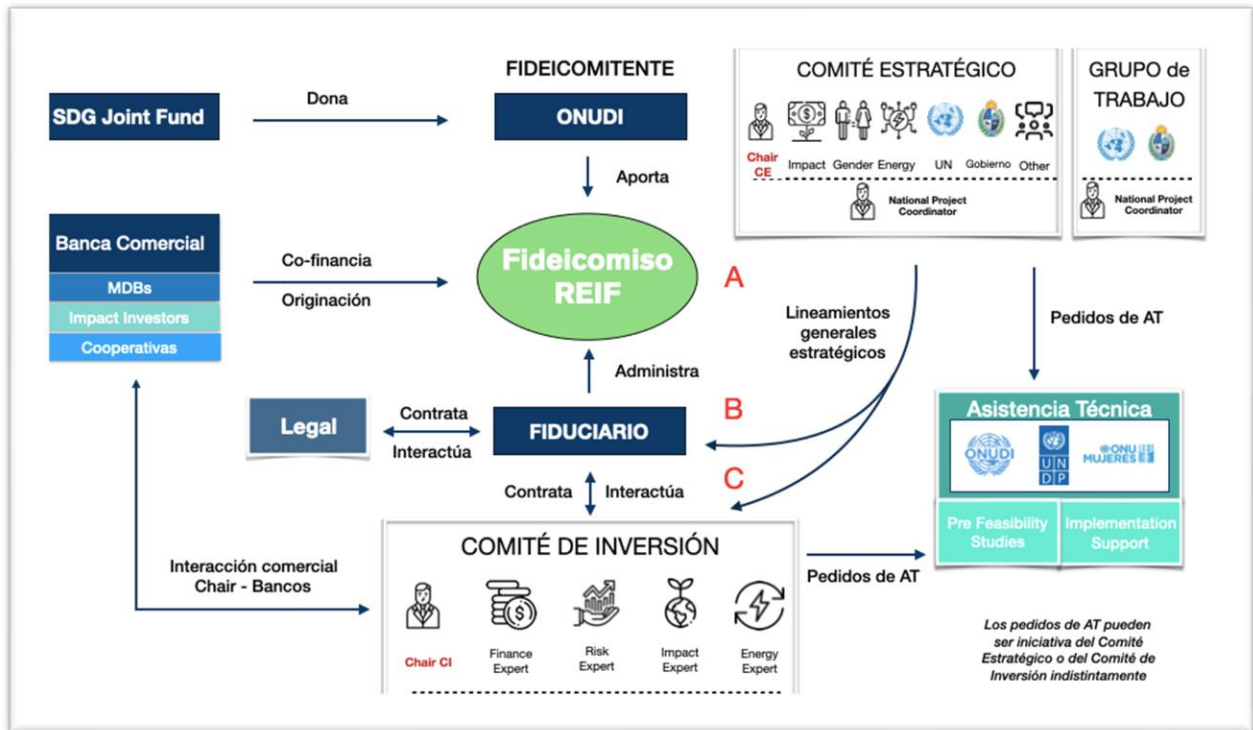 SDG Joint Fund
Dona
FIDEICOMITENTE
ONUDI
Aporta
Banca Comercial
MDBs
Impact Investors
Cooperativas
Co-financia
Originación
Fideicomiso
REIF
Administra
Legal
Contrata
Interactúa
FIDUCIARIO
Contrata
Interactúa
A
B
C
COMITÉ ESTRATÉGICO
Chair
CE
Impact
Gender
Energy
UN
Gobierno
Other
National Project
Coordinator
GRUPO de
TRABAJO
National Project
Coordinator
Lineamientos
generales
estratégicos
Pedidos de AT
Asistencia Técnica
ONUDI
U N
D P
ONU
MUJERES
Pre Feasibility
Studies
Implementation
Support
Interacción comercial
Chair - Bancos
COMITÉ DE INVERSIÓN
Chair CI
Finance
Expert
Risk
Expert
Impact
Expert
Energy
Expert
Pedidos de AT
Los pedidos de AT pueden
ser iniciativa del Comité
Estratégico o del Comité de
Inversión indistintamente